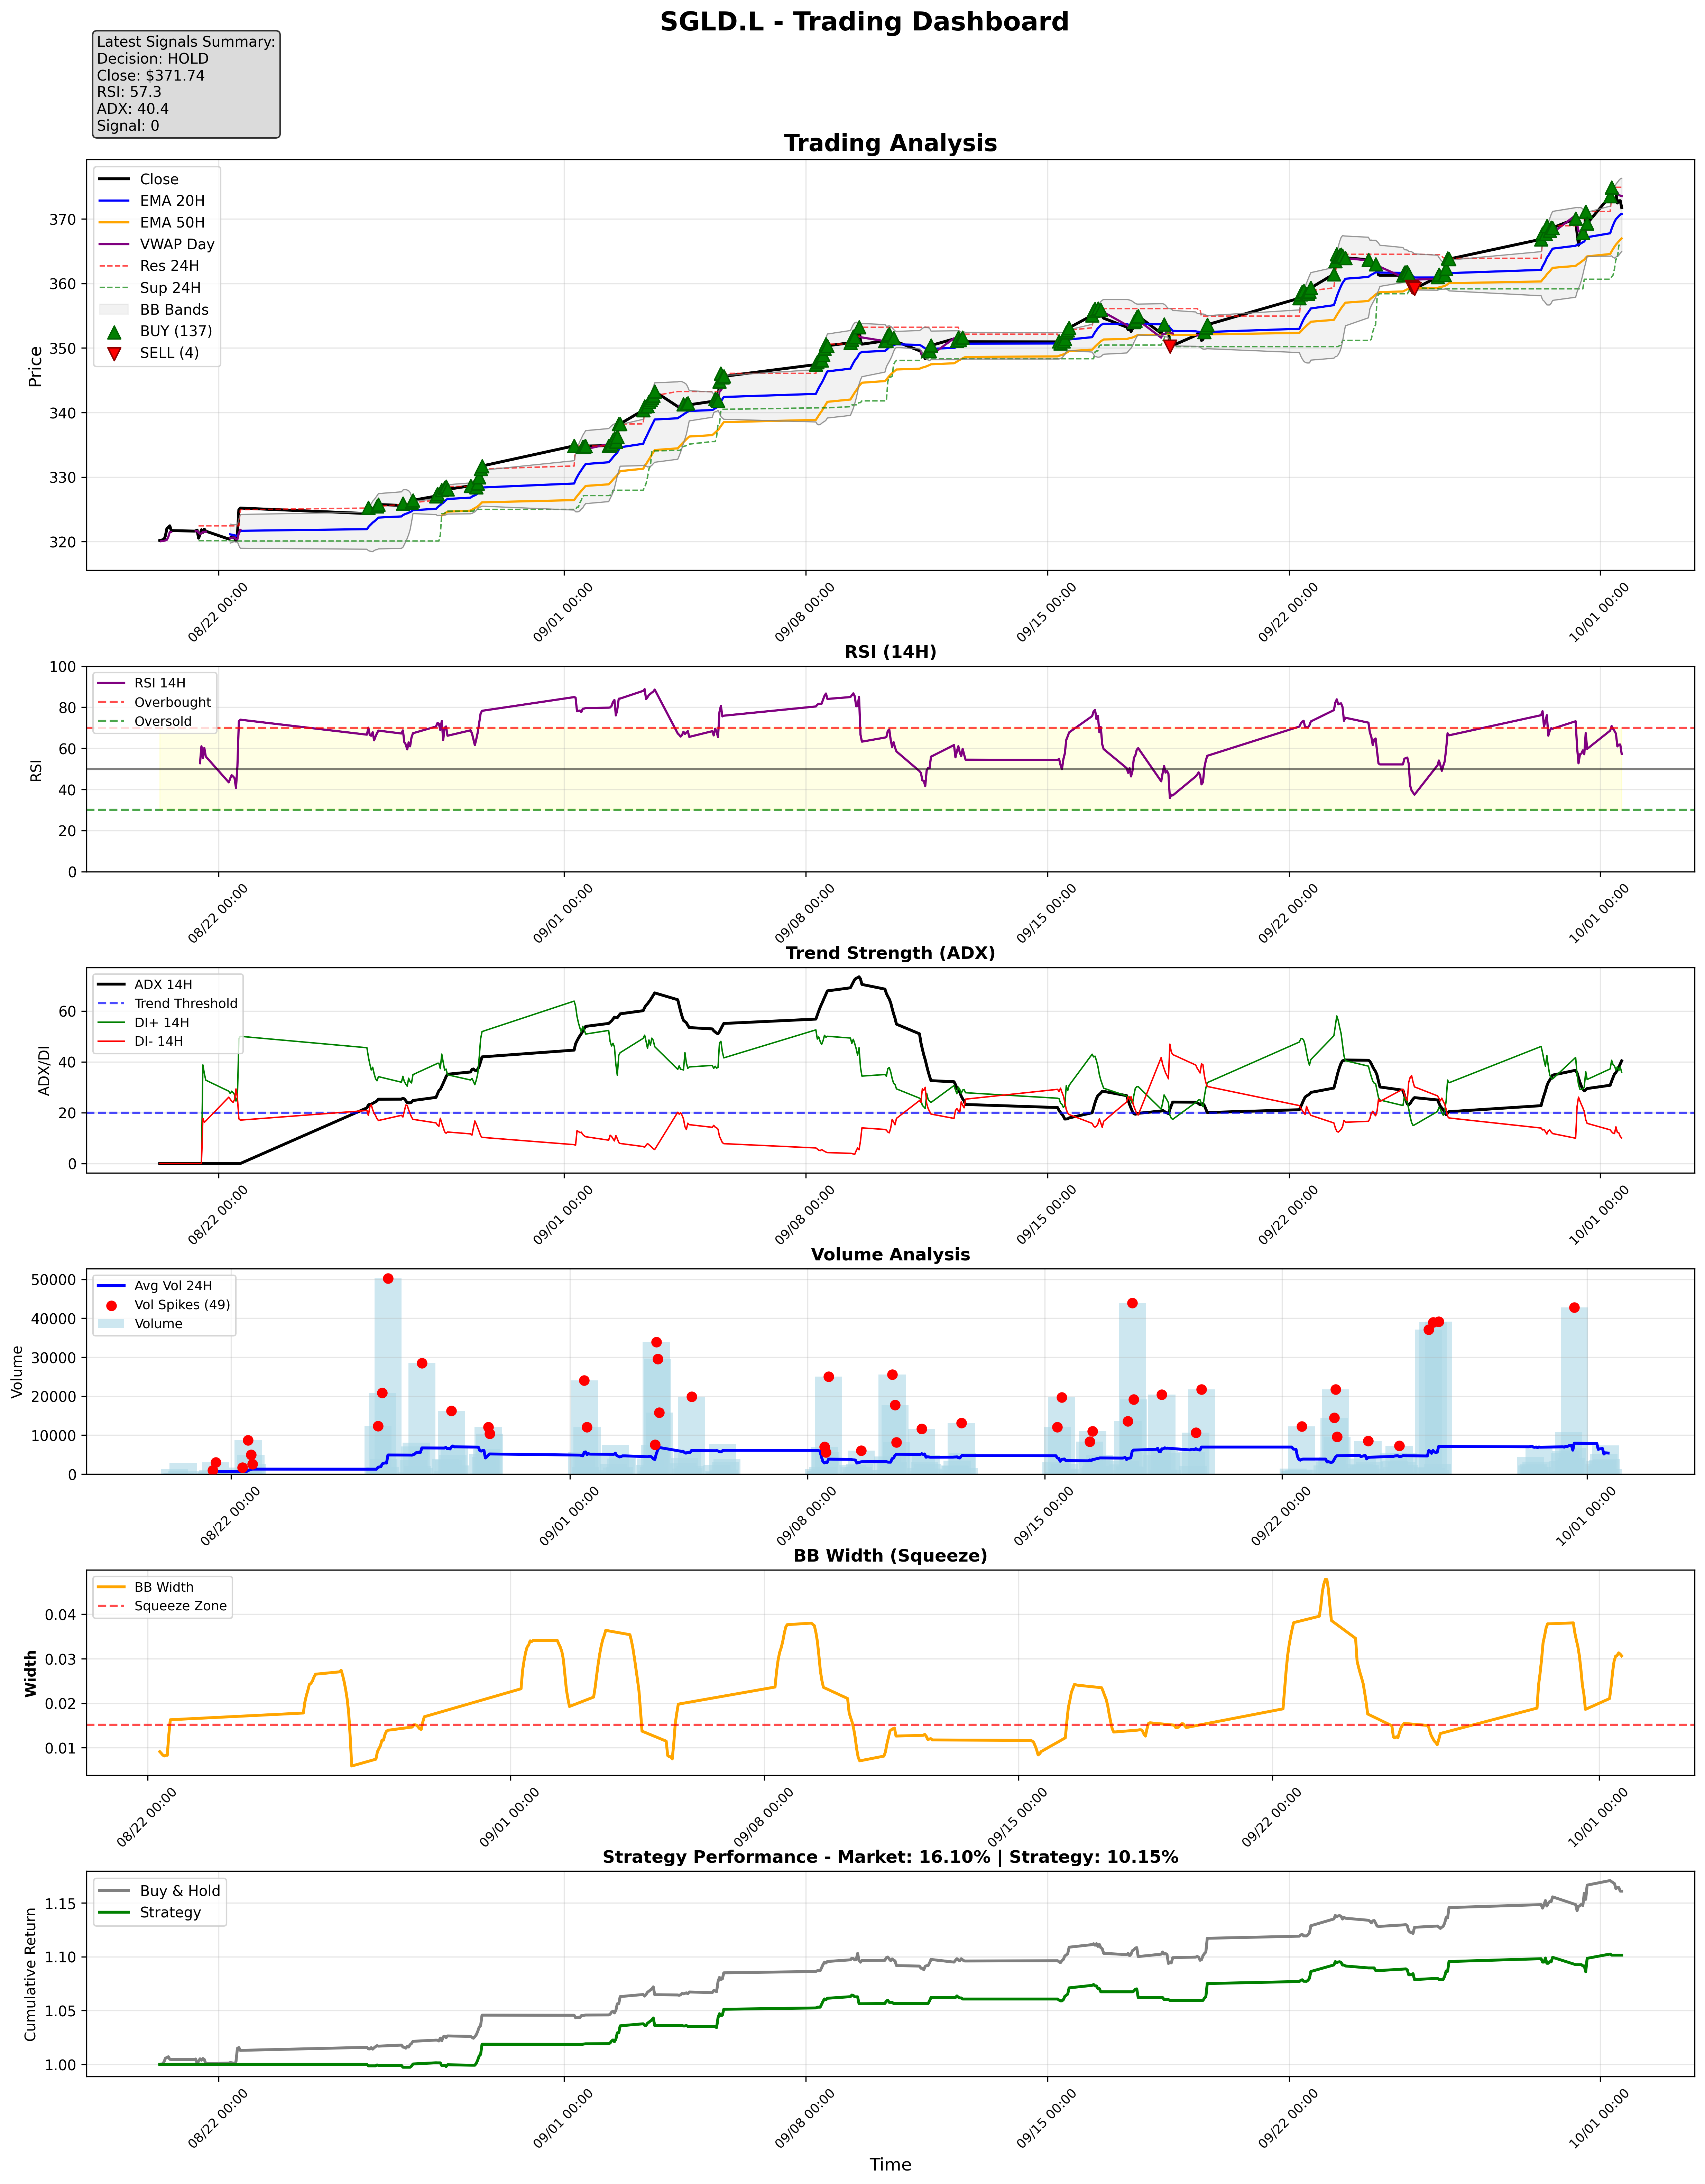 SGLD.L - Trading Dashboard
Latest Signals Summary:
Decision: HOLD
Close: $371.74
RSI: 57.3
ADX: 40.4
Signal: 0
Trading Analysis
Close
EMA 20H
EMA 50H
VWAP Day
Res 24H
Sup 24H
BB Bands
BUY (137)
SELL (4)
Price
370
360
350
340
330
320
08/22 00:00
09/01 00:00
09/08 00:00
09/15 00:00
09/22 00:00
10/01 00:00
RSI (14H)
RSI 14H
Overbought
Oversold
RSI
100
80
60
40
20
0
08/22 00:00
09/01 00:00
09/08 00:00
09/15 00:00
09/22 00:00
10/01 00:00
Trend Strength (ADX)
ADX 14H
Trend Threshold
DI+ 14H
DI- 14H
ADX/DI
60
40
20
0
08/22 00:00
09/01 00:00
09/08 00:00
09/15 00:00
09/22 00:00
10/01 00:00
Volume Analysis
Avg Vol 24H
Vol Spikes (49)
Volume
Volume
50000
40000
30000
20000
10000
0
08/22 00:00
09/01 00:00
09/08 00:00
09/15 00:00
09/22 00:00
10/01 00:00
BB Width (Squeeze)
BB Width
Squeeze Zone
Width
0.04
0.03
0.02
0.01
08/22 00:00
09/01 00:00
09/08 00:00
09/15 00:00
09/22 00:00
10/01 00:00
Strategy Performance - Market: 16.10% | Strategy: 10.15%
Buy & Hold
Strategy
Cumulative Return
1.15
1.10
1.05
1.00
08/22 00:00
09/01 00:00
09/08 00:00
09/15 00:00
09/22 00:00
10/01 00:00
Time